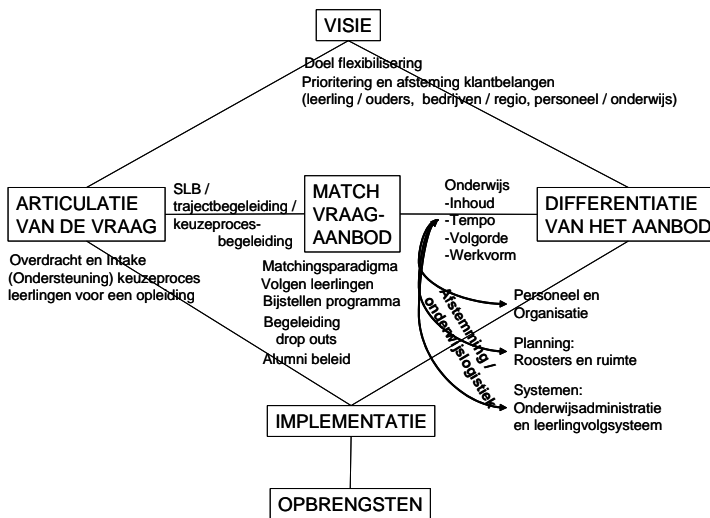 VISIE
Doel flexibilisering
Prioritering en afsteming klantbelangen
(leerling / ouders, bedrijven / regio, personeel / onderwijs)
ARTICULATIE
VAN DE VRAAG
SLB /
trajectbegeleiding /
keuzeproces-
begeleiding
MATCH
VRAAG-
AANBOD
Onderwijs
-Inhoud
-Tempo
-Volgorde
-Werkvorm
DIFFERENTIATIE
VAN HET AANBOD
Overdracht en Intake
(Ondersteuning) keuzeproces
leerlingen voor een opleiding
Matchingsparadigma
Volgen leerlingen
Bijstellen programma
Begeleiding
drop outs
Alumni beleid
Afstemming /
onderwijslogistiek
Personeel en
Organisatie
Planning:
Roosters en ruimte
Systemen:
Onderwijsadministratie
en leerlingvolgsysteem
IMPLEMENTATIE
OPBRENGSTEN